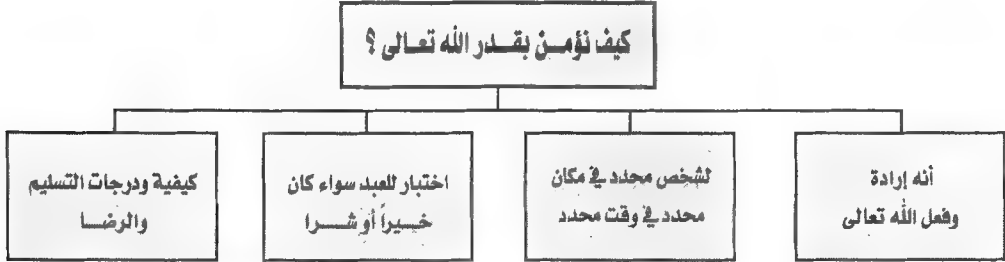 كيف نؤمن بقدر الله تعالى ؟
أنه إرادة
وفعل الله تعالى
لشخص محدد في مكان
محدد في وقت محدد
اختبار للعبد سواء كان
خيراً أو شرا
كيفية ودرجات التسليم
والرضا